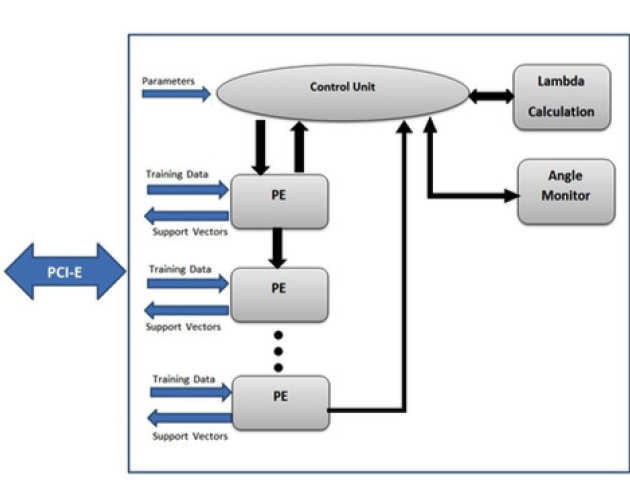 Parameters
Control Unit
Lambda
Calculation
Training Data
PE
Support Vectors
Angle
Monitor
PCI-E
Training Data
PE
Support Vectors
Training Data
PE
Support Vectors